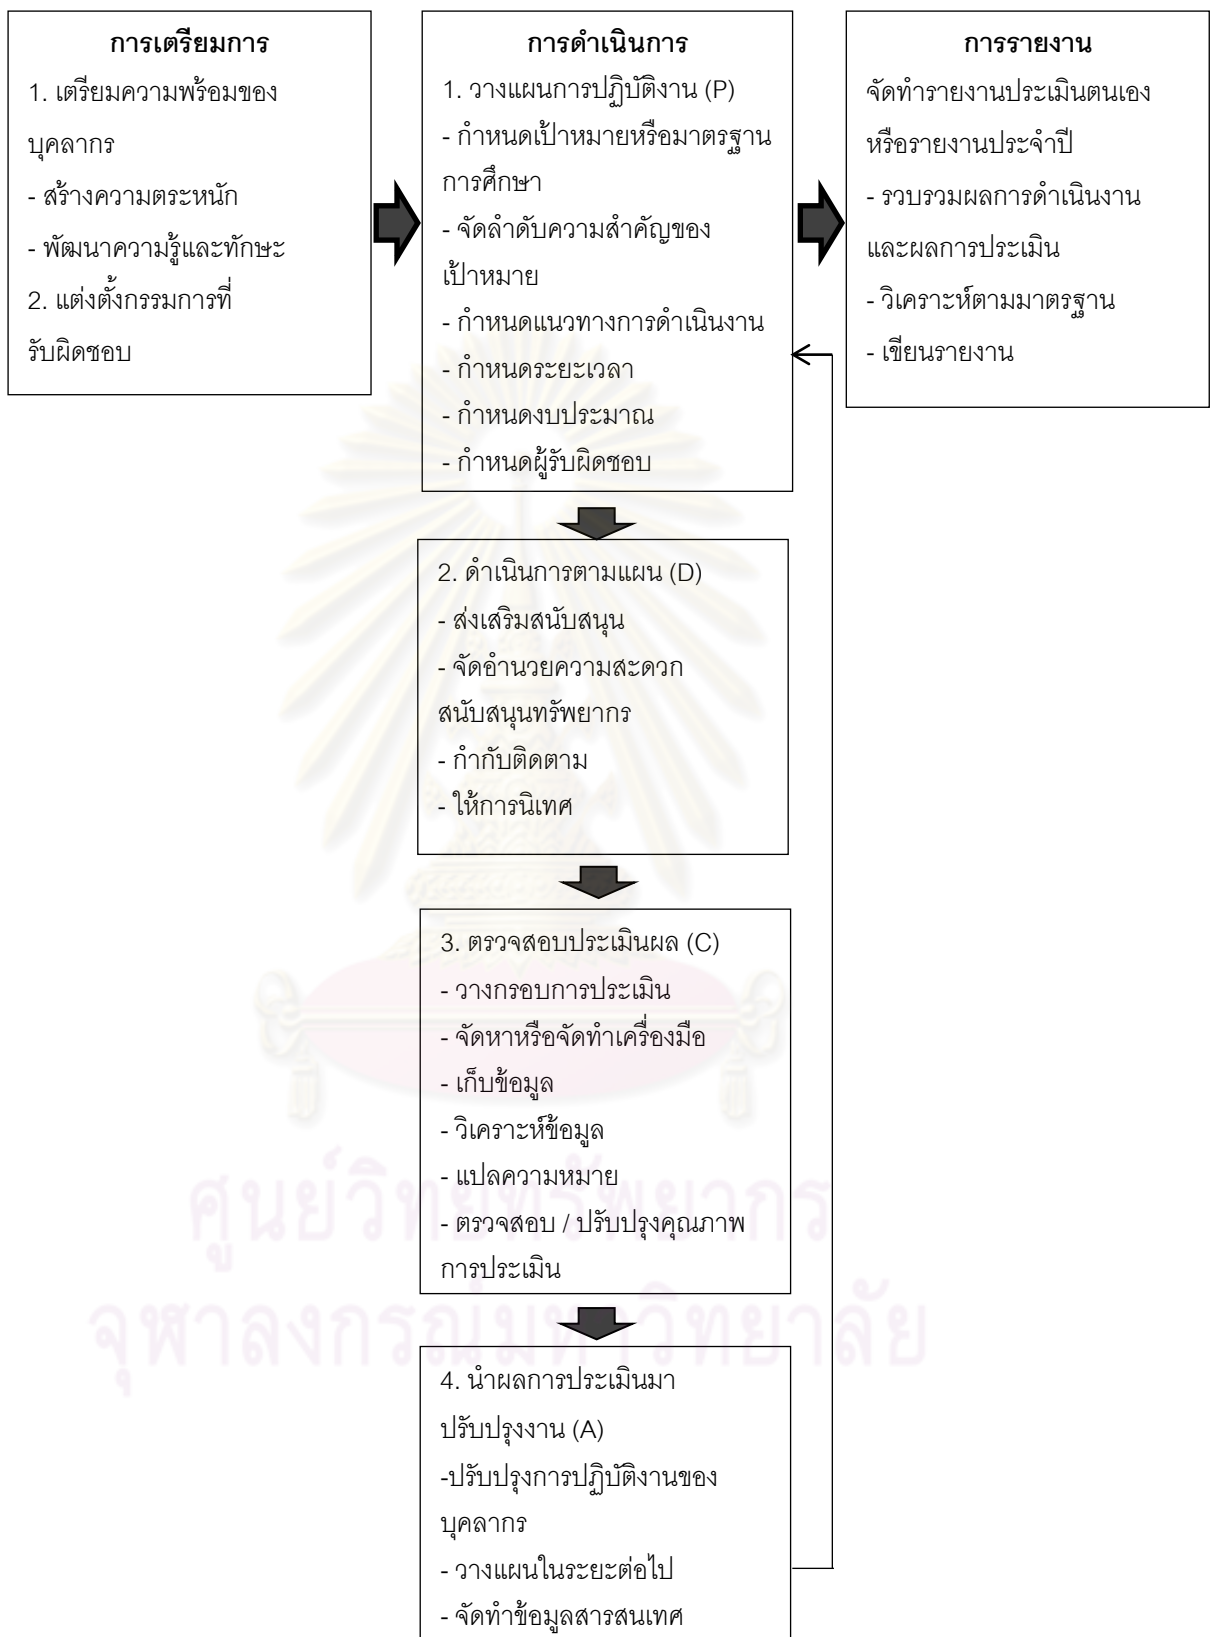 การเตรียมการ
1. เตรียมความพร้อมของ
บุคลากร
- สร้างความตระหนัก
- พัฒนาความรู้และทักษะ
2. แต่งตั้งกรรมการที่
รับผิดชอบ
การดำเนินการ
1. วางแผนการปฏิบัติงาน (P)
- กำหนดเป้าหมายหรือมาตรฐาน
การศึกษา
- จัดลำดับความสำคัญของ
เป้าหมาย
- กำหนดแนวทางการดำเนินงาน
- กำหนดระยะเวลา
- กำหนดงบประมาณ
- กำหนดผู้รับผิดชอบ
การรายงาน
จัดทำรายงานประเมินตนเอง
หรือรายงานประจำปี
- รวบรวมผลการดำเนินงาน
และผลการประเมิน
- วิเคราะห์ตามมาตรฐาน
- เขียนรายงาน
2. ดำเนินการตามแผน (D)
- ส่งเสริมสนับสนุน
- จัดอำนวยความสะดวก
สนับสนุนทรัพยากร
- กำกับติดตาม
- ให้การนิเทศ
3. ตรวจสอบประเมินผล (C)
- วางกรอบการประเมิน
- จัดหาหรือจัดทำเครื่องมือ
- เก็บข้อมูล
- วิเคราะห์ข้อมูล
- แปลความหมาย
- ตรวจสอบ / ปรับปรุงคุณภาพ
การประเมิน
4. นำผลการประเมินมา
ปรับปรุงงาน (A)
-ปรับปรุงการปฏิบัติงานของ
บุคลากร
- วางแผนในระยะต่อไป
- จัดทำข้อมูลสารสนเทศ
ศูนย์วิทยทรัพยากร
จุฬาลงกรณ์มหาวิทยาลัย